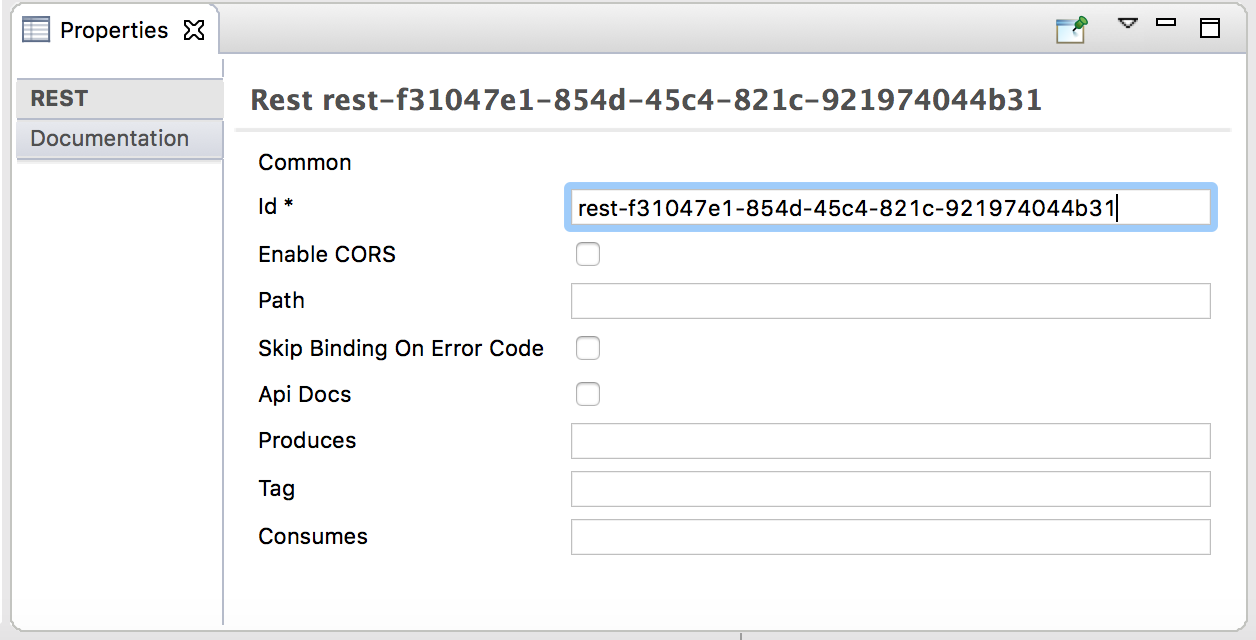 Properties
REST
Documentation
Rest rest-f31047e1-854d-45c4-821c-921974044b31
Common
Id * rest-f31047e1-854d-45c4-821c-921974044b31
Enable CORS
Path
Skip Binding On Error Code
Api Docs
Produces
Tag
Consumes